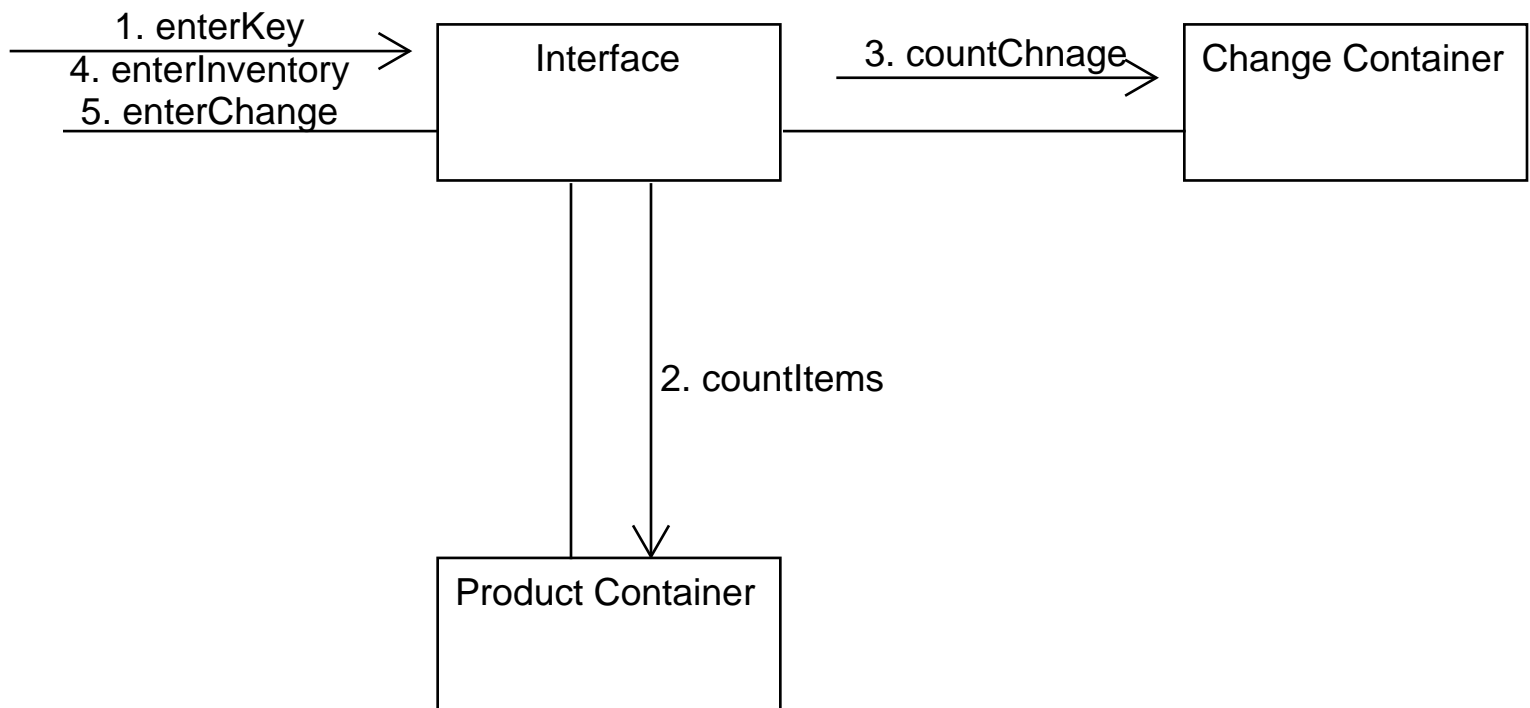 1. enterKey
4. enterInventory
5. enterChange
Interface
3. countChnage
Change Container
2. countItems
Product Container